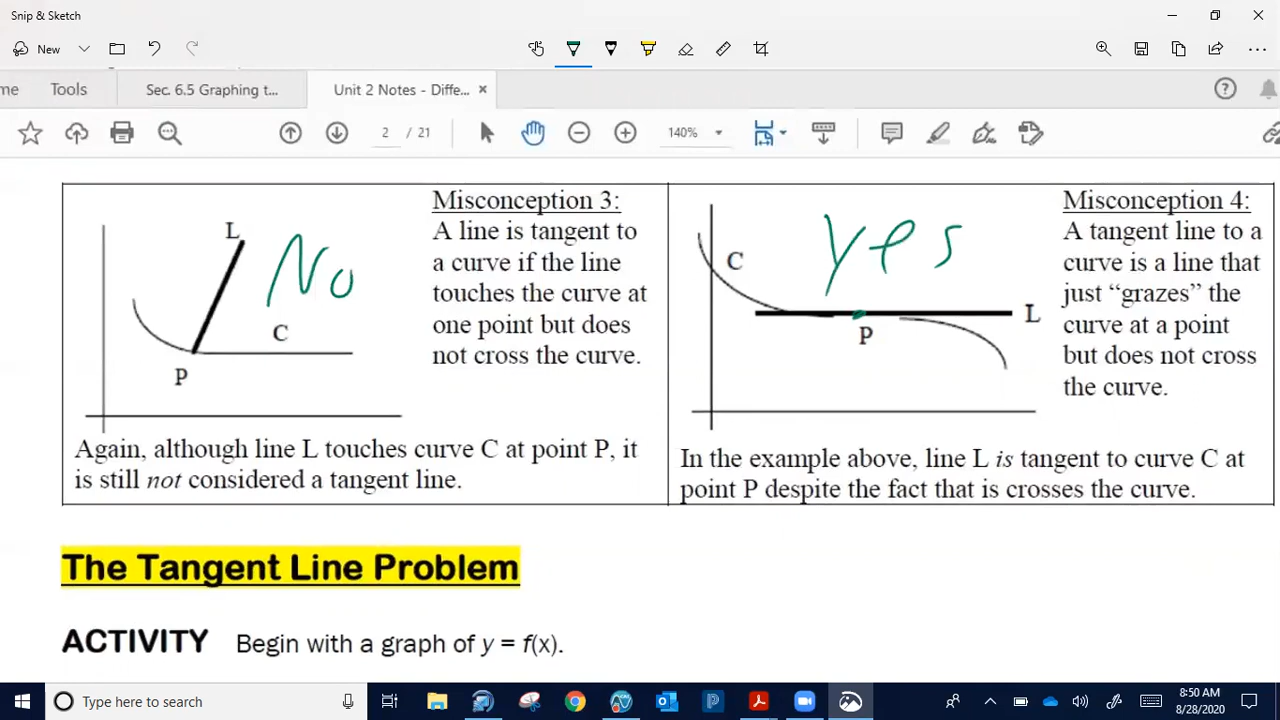 Snip & Sketch
New
me
Tools
Sec. 6.5 Graphing t...
Unit 2 Notes - Diffe...
2 / 21
140%
Misconception 3:
A line is tangent to
a curve if the line
touches the curve at
one point but does
not cross the curve.
L
No
C
P
Again, although line L touches curve C at point P, it
is still not considered a tangent line.
Misconception 4:
A tangent line to a
curve is a line that
just “grazes” the
curve at a point
but does not cross
the curve.
C
yes
L
P
In the example above, line L is tangent to curve C at
point P despite the fact that is crosses the curve.
The Tangent Line Problem
ACTIVITY Begin with a graph of y = f(x).
Type here to search
8:50 AM
8/28/2020